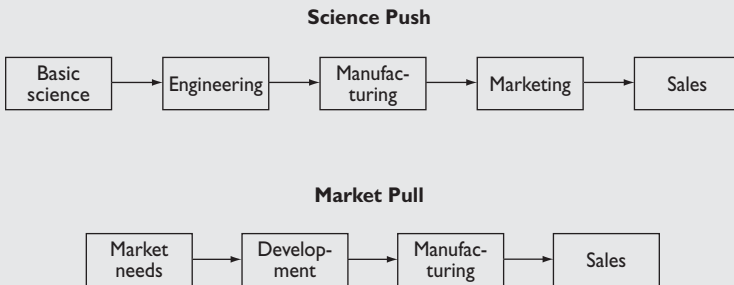 Science Push
Basic
science
Engineering
Manufac-
turing
Marketing
Sales
Market Pull
Market
needs
Develop-
ment
Manufac-
turing
Sales